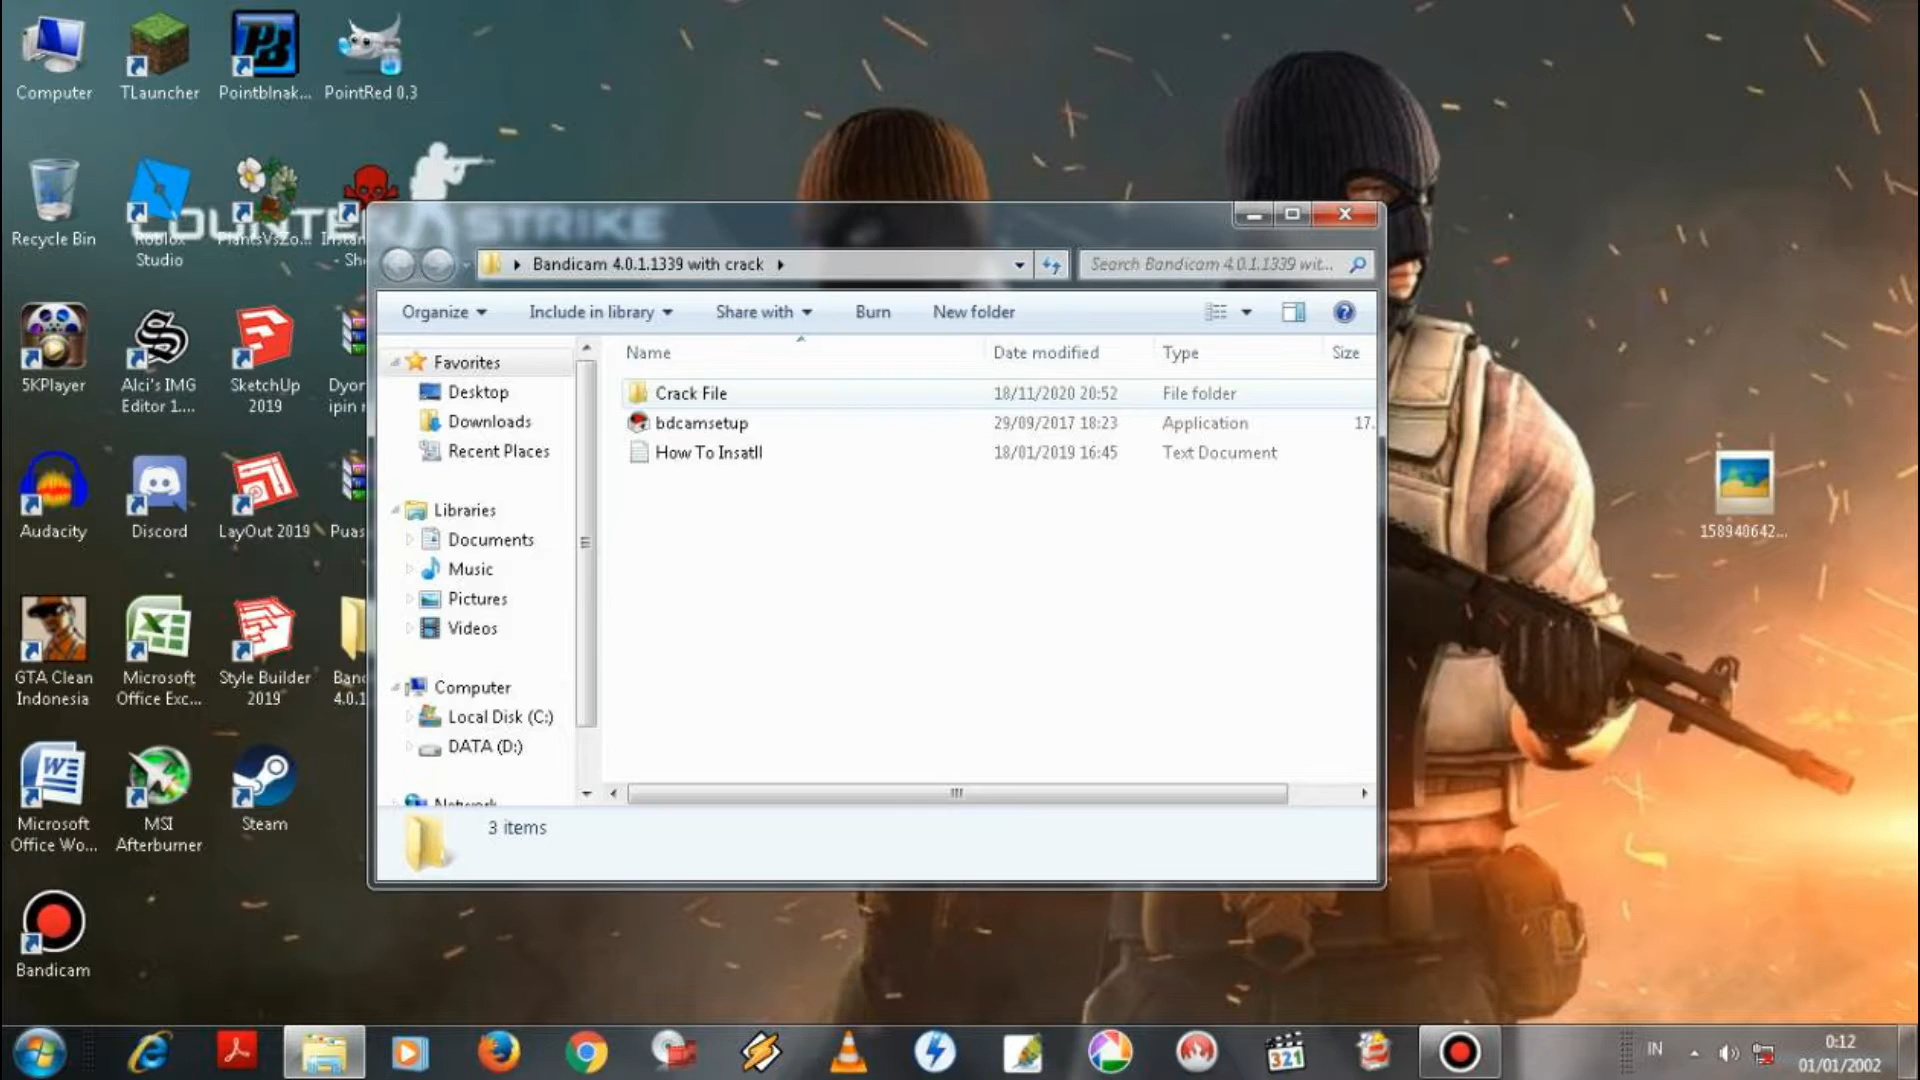 Computer
TLauncher
Pointblnak...
PointRed 0.3
Recycle Bin
Roblox
Studio
PlantsVsZo...
COUNTER STRIKE
5KPlayer
Alci's IMG
Editor 1....
SketchUp
2019
Audacity
Discord
LayOut 2019
GTA Clean
Indonesia
Microsoft
Office Exc...
Style Builder
2019
4.0.1
Microsoft
Office Wo...
MSI
Afterburner
Steam
Bandicam
Bandicam 4.0.1.1339 with crack
Search Bandicam 4.0.1.1339 wit...
Organize
Include in library
Share with
Burn
New folder
Favorites
Desktop
Downloads
Recent Places
Libraries
Documents
Music
Pictures
Videos
Computer
Local Disk (C:)
DATA (D:)
Network
Name Date modified Type Size
Crack File 18/11/2020 20:52 File folder
bdcamsetup 29/09/2017 18:23 Application 17.
How To Insatll 18/01/2019 16:45 Text Document
3 items
158940642...
321
IN
0:12
01/01/2002